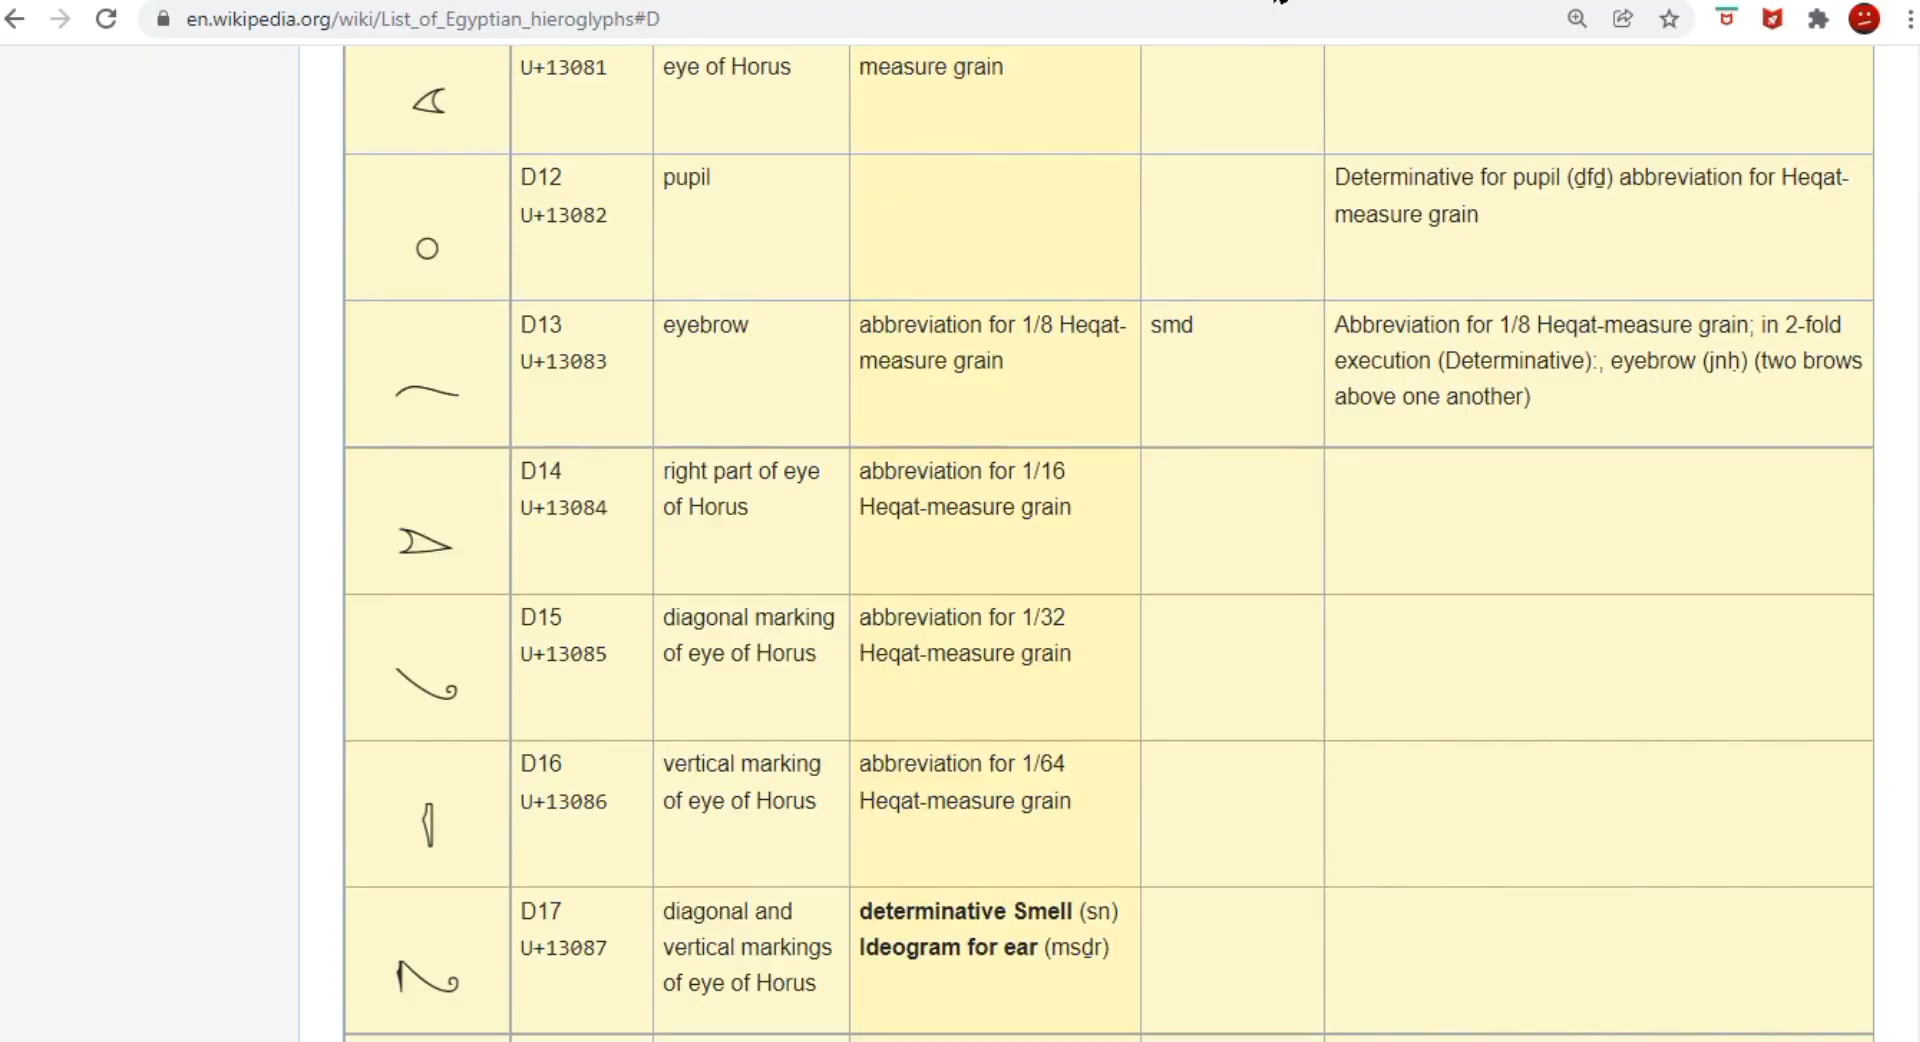 en.wikipedia.org/wiki/List_of_Egyptian_hieroglyphs#D
U+13081
eye of Horus
measure grain
D12
U+13082
pupil
Determinative for pupil (ḏfḏ) abbreviation for Heqat-
measure grain
D13
U+13083
eyebrow
abbreviation for 1/8 Heqat-
measure grain
smd
Abbreviation for 1/8 Heqat-measure grain; in 2-fold
execution (Determinative):, eyebrow (jnḥ) (two brows
above one another)
D14
U+13084
right part of eye
of Horus
abbreviation for 1/16
Heqat-measure grain
D15
U+13085
diagonal marking
of eye of Horus
abbreviation for 1/32
Heqat-measure grain
D16
U+13086
vertical marking
of eye of Horus
abbreviation for 1/64
Heqat-measure grain
D17
U+13087
diagonal and
vertical markings
of eye of Horus
determinative Smell (sn)
Ideogram for ear (msḏr)